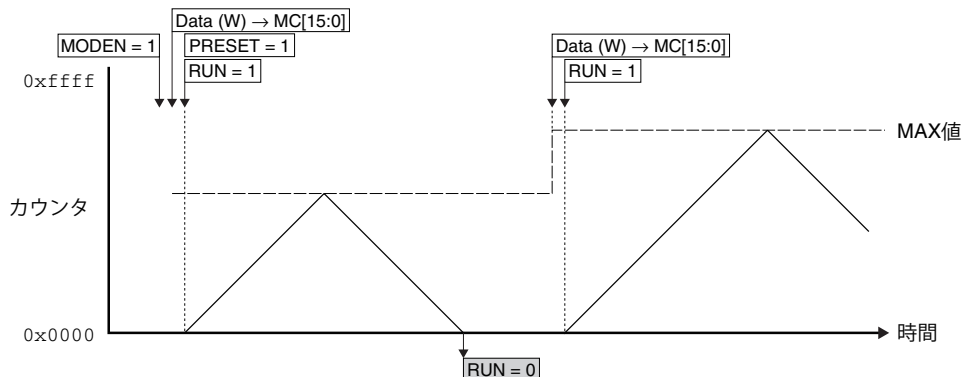 Data (W) → MC[15:0]
MODEN = 1
PRESET = 1
RUN = 1
Data (W) → MC[15:0]
RUN = 1
0xffff
MAX値
カウンタ
0x0000
時間
RUN = 0